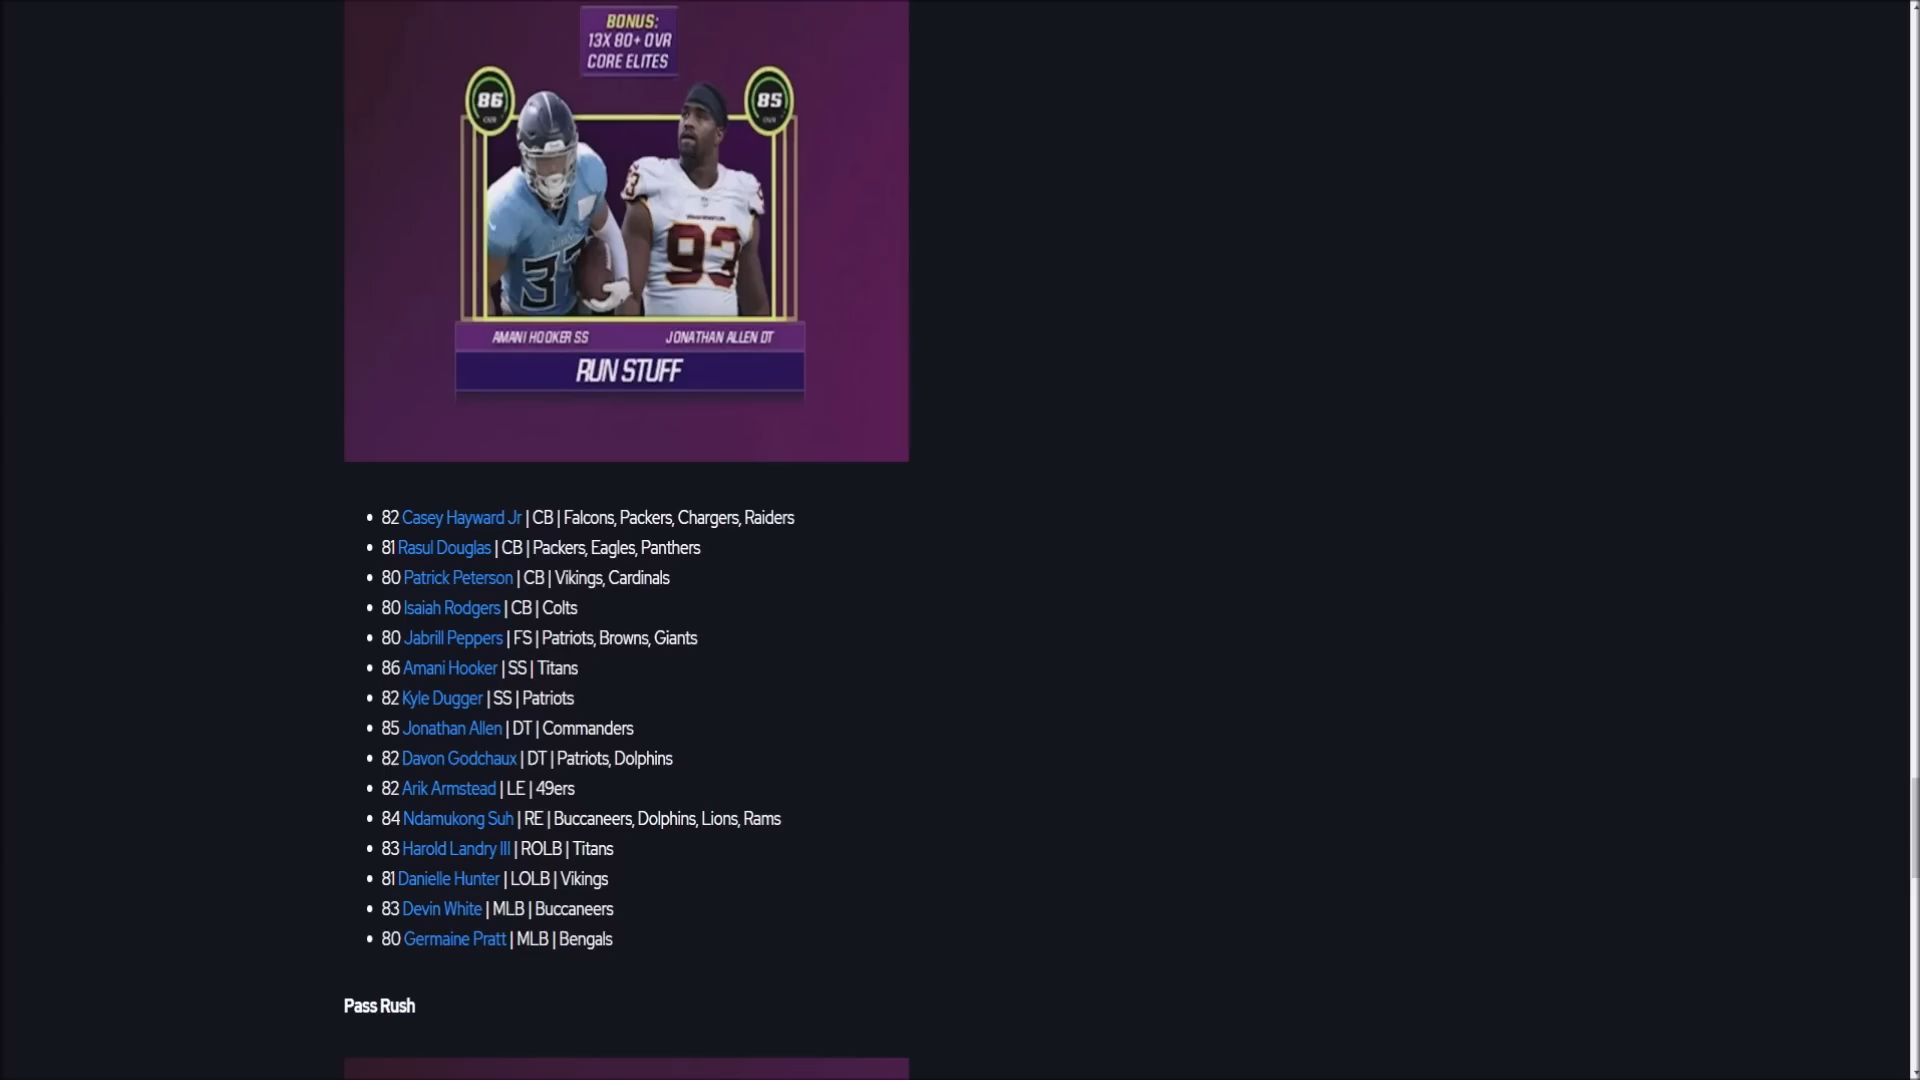 BONUS:
13X 80+ OVR
CORE ELITES
86
OVR
85
OVR
37
93
AMANI HOOKER SS
JONATHAN ALLEN DT
RUN STUFF
• 82 Casey Hayward Jr | CB | Falcons, Packers, Chargers, Raiders
• 81 Rasul Douglas | CB | Packers, Eagles, Panthers
• 80 Patrick Peterson | CB | Vikings, Cardinals
• 80 Isaiah Rodgers | CB | Colts
• 80 Jabrill Peppers | FS | Patriots, Browns, Giants
• 86 Amani Hooker | SS | Titans
• 82 Kyle Dugger | SS | Patriots
• 85 Jonathan Allen | DT | Commanders
• 82 Davon Godchaux | DT | Patriots, Dolphins
• 82 Arik Armstead | LE | 49ers
• 84 Ndamukong Suh | RE | Buccaneers, Dolphins, Lions, Rams
• 83 Harold Landry III | ROLB | Titans
• 81 Danielle Hunter | LOLB | Vikings
• 83 Devin White | MLB | Buccaneers
• 80 Germaine Pratt | MLB | Bengals
Pass Rush